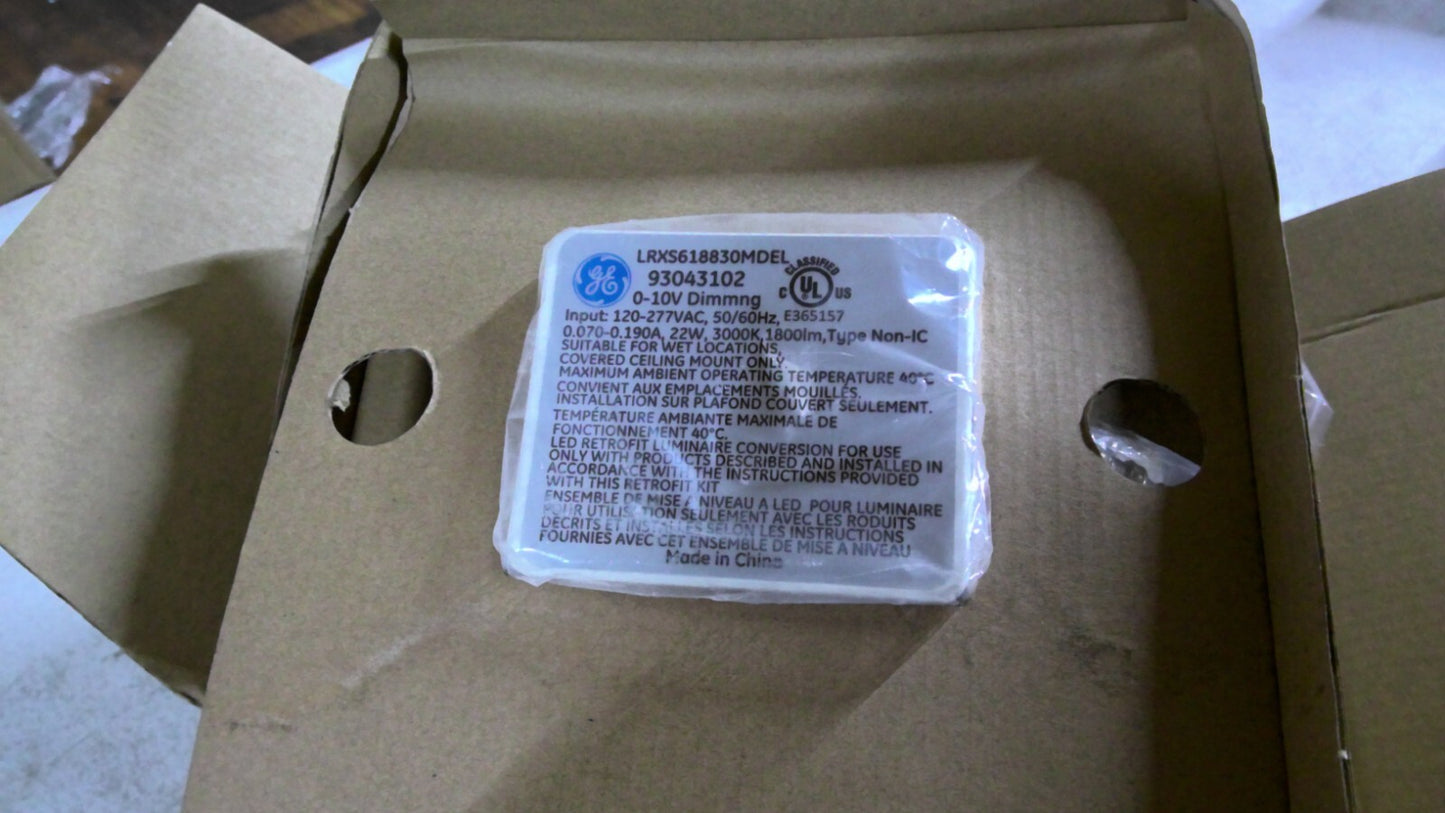 GE
LRXS618830MDEL
93043102
0-10V Dimmng
CLASSIFIED
C UL US
Input: 120-277VAC, 50/60Hz, E365157
0.070-0.190A, 22W, 3000K,1800lm,Type Non-IC
SUITABLE FOR WET LOCATIONS,
COVERED CEILING MOUNT ONLY.
MAXIMUM AMBIENT OPERATING TEMPERATURE 40°C
CONVIENT AUX EMPLACEMENTS MOUILLÉS.
INSTALLATION SUR PLAFOND COUVERT SEULEMENT.
TEMPÉRATURE AMBIANTE MAXIMALE DE
FONCTIONNEMENT 40°C.
LED RETROFIT LUMINAIRE CONVERSION FOR USE
ONLY WITH PRODUCTS DESCRIBED AND INSTALLED IN
ACCORDANCE WITH THE INSTRUCTIONS PROVIDED
WITH THIS RETROFIT KIT
ENSEMBLE DE MISE A NIVEAU A LED POUR LUMINAIRE
POUR UTILISATION SEULEMENT AVEC LES RODUITS
DÉCRITS ET INSTALLÉS SELON LES INSTRUCTIONS
FOURNIES AVEC CET ENSEMBLE DE MISE A NIVEAU
Made in China